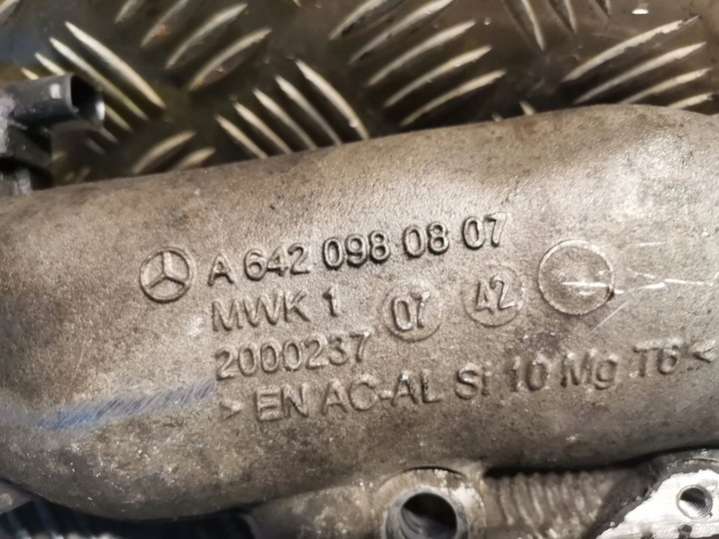 A 642 098 08 07
MWK 1 07 42
2000237
> EN AC-AL Si 10 Mg T6 <